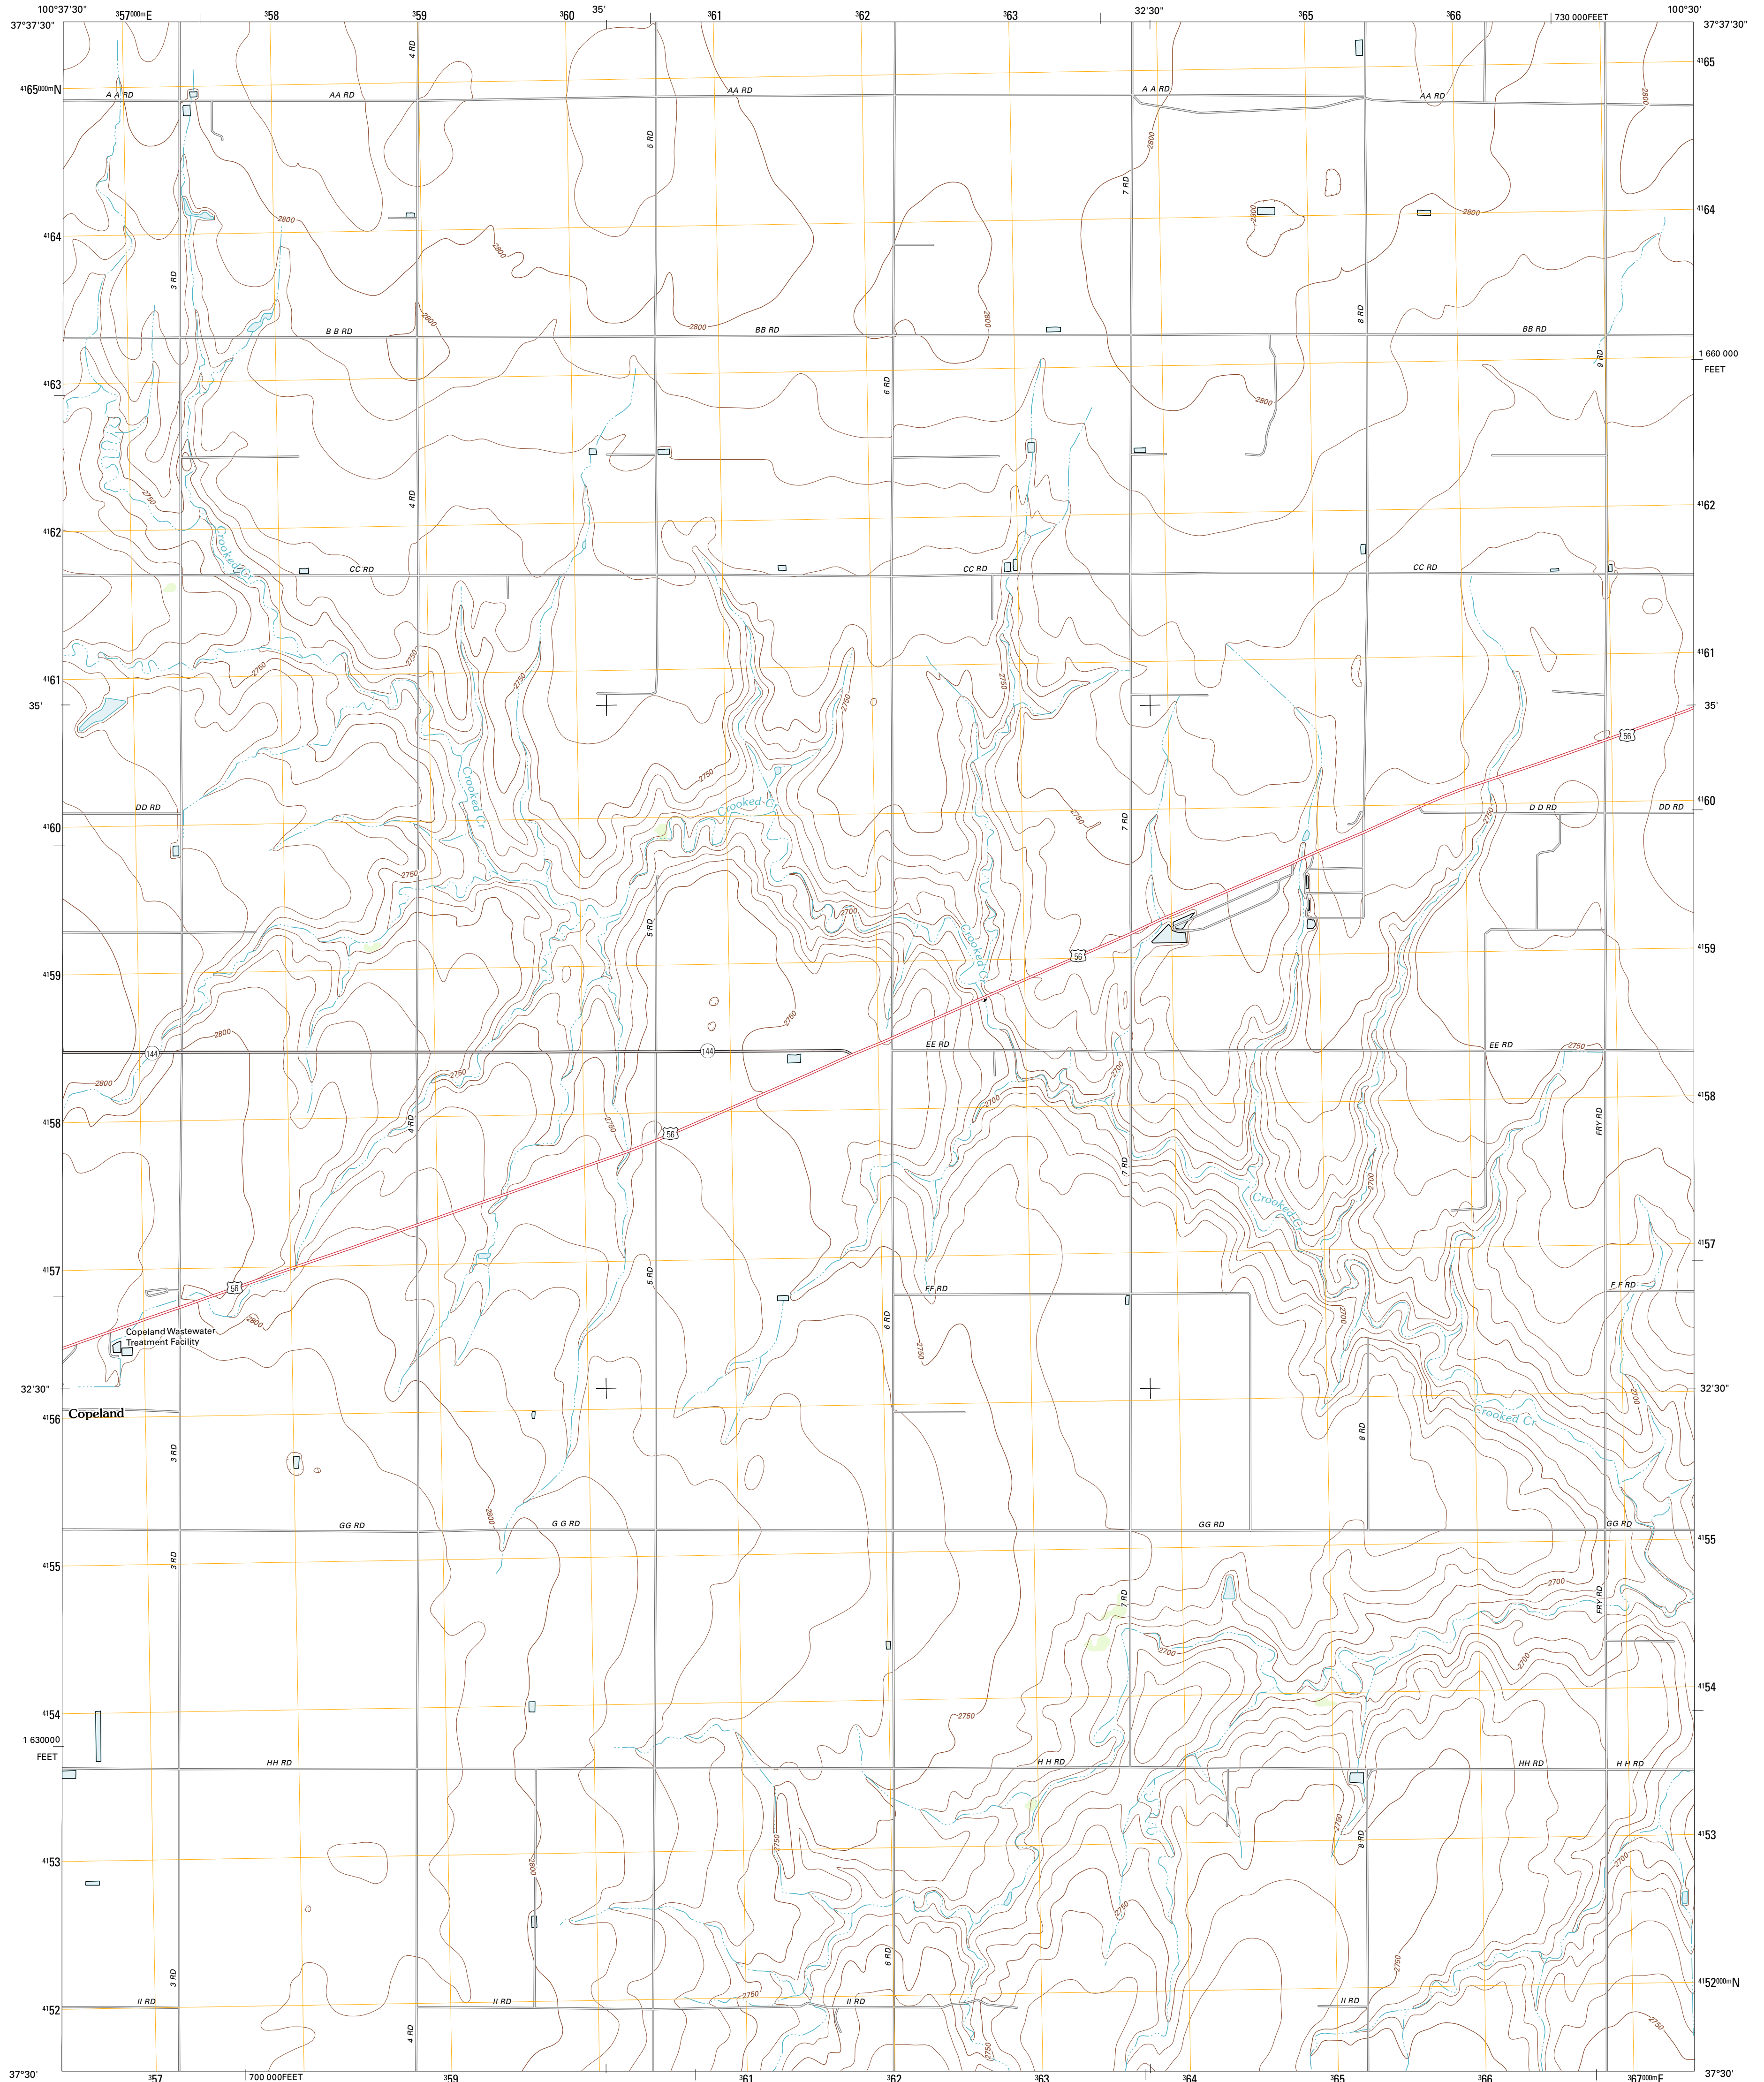 100°37'30" 357000mE 358 359 360 35' 361 362 363 32'30" 365 366 730 000FEET 100°30'
37°37'30" 37°37'30"
4 RD
4165
4165000mN
A A RD AA RD AA RD A A RD AA RD 2800
5 RD 2800
7 RD
2800 2800 2800 4164
4164 2800
3 RD
2800 2800 2800 8 RD
B B RD BB RD BB RD
1 660 000
FEET
9 RD
4163 6 RD
2800
2750 4 RD
4162
4162
Crooked Cr
CC RD CC RD CC RD
2750 2750 4161
4161 2750 2750
35' 2750 35'
56
2750
Crooked Cr Crooked Cr
DD RD 4160
D D RD DD RD
4160 2750 7 RD 2750
2750
2700
5 RD Crooked Cr 4159
56
4159
2750
2800 EE RD EE RD 2750
144 144
2800 2750 2700 2700 4158
4158 4 RD 2750 56 FRY RD
7 RD 2700
Crooked Cr
4157
4157 5 RD
56 FF RD F F RD
2800 6 RD 2700
Copeland Wastewater
Treatment Facility
2750
32'30" 32'30"
2700
Copeland 4156 Crooked Cr
3 RD 8 RD
2800
GG RD G G RD GG RD GG RD
4155
4155 3 RD
2700
7 RD FRY RD
2700 2700
4154
4154 2750
1 630000
FEET
HH RD H H RD HH RD H H RD
2750 2750 8 RD 4153
4153 2800 2700
2750
6 RD 2750
3 RD 4152000mN
4152 II RD II RD 2750 II RD II RD
4 RD 2750 2750
37°30' 37°30'
357 700 000FEET 359 361 362 363 364 365 366 367000mE